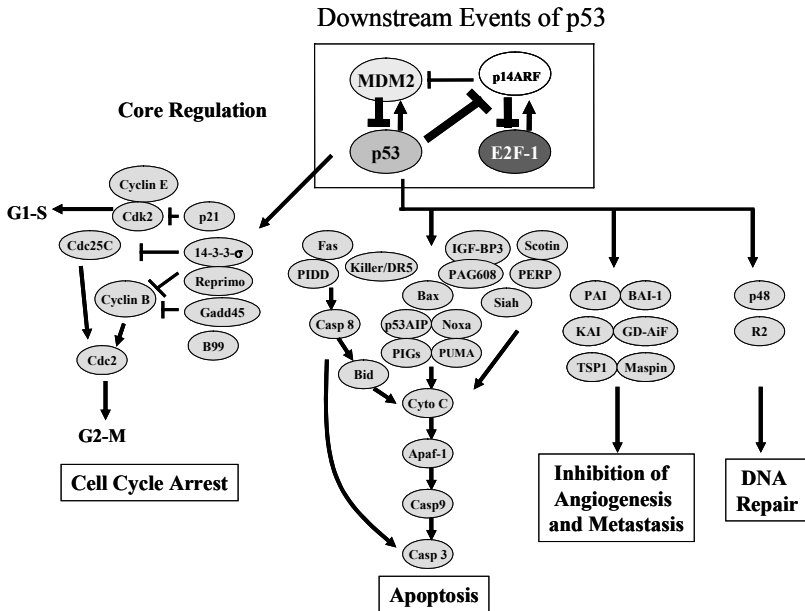 Downstream Events of p53
Core Regulation
MDM2
p14ARF
p53
E2F-1
Cyclin E
G1-S
Cdk2
p21
Cdc25C
14-3-3-σ
Reprimo
Cyclin B
Gadd45
B99
Cdc2
G2-M
Cell Cycle Arrest
Fas
PIDD
Killer/DR5
IGF-BP3
PAG608
Scotin
PERP
Siah
Bax
Casp 8
p53AIP
Noxa
PIGs
PUMA
Bid
Cyto C
Apaf-1
Casp9
Casp 3
Apoptosis
PAI
BAI-1
KAI
GD-AiF
TSP1
Maspin
Inhibition of
Angiogenesis
and Metastasis
p48
R2
DNA
Repair